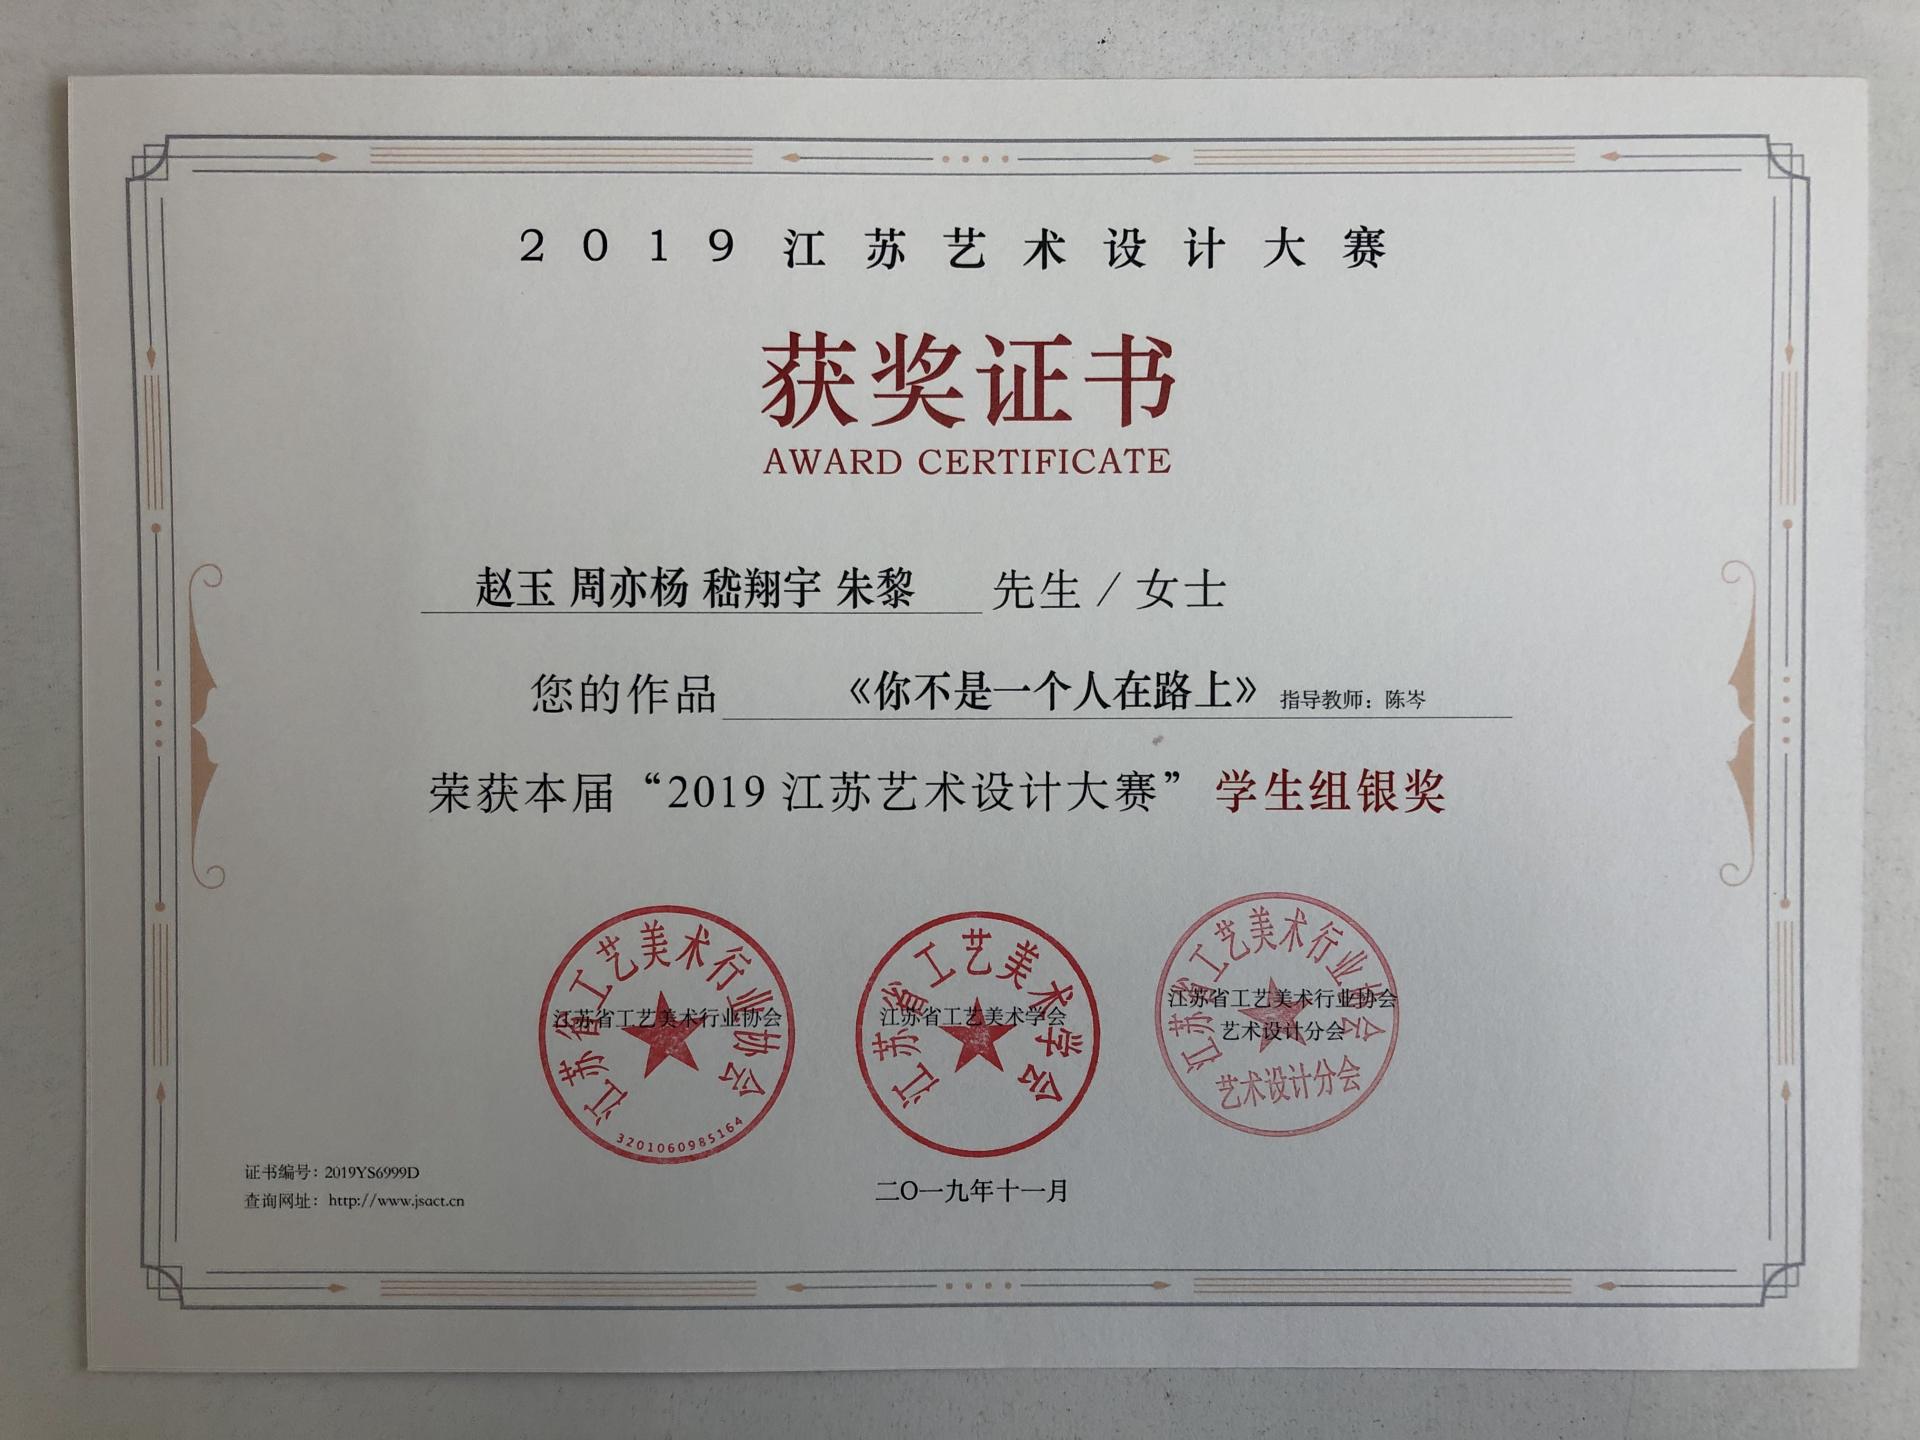 2019江苏艺术设计大赛
获奖证书
AWARD CERTIFICATE
赵玉 周亦杨 嵇翔宇 朱黎 先生 / 女士
您的作品 《你不是一个人在路上》 指导教师：陈岑
荣获本届“2019 江苏艺术设计大赛” 学生组银奖
江苏省工艺美术行业协会
江苏省工艺美术行业协会
3201060985164
江苏省工艺美术学会
江苏省工艺美术学会
江苏省工艺美术行业协会
江苏省工艺美术行业协会
艺术设计分会
艺术设计分会
二〇一九年十一月
证书编号：2019YS6999D
查询网址：http://www.jsact.cn